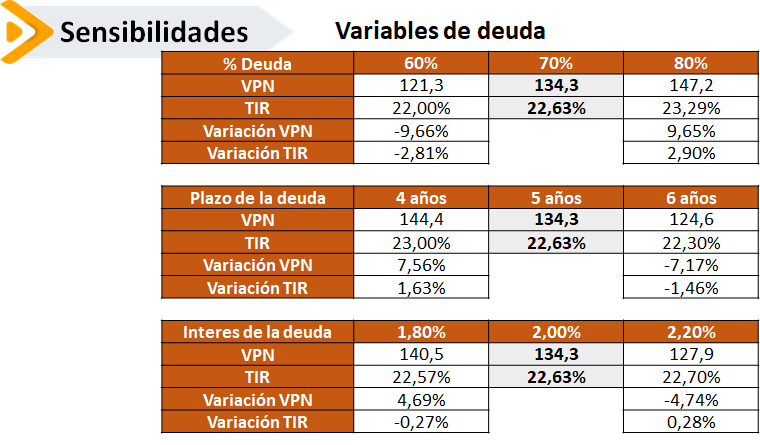 Sensibilidades
Variables de deuda
% Deuda 60% 70% 80%
VPN 121,3 134,3 147,2
TIR 22,00% 22,63% 23,29%
Variación VPN -9,66% 9,65%
Variación TIR -2,81% 2,90%
Plazo de la deuda 4 años 5 años 6 años
VPN 144,4 134,3 124,6
TIR 23,00% 22,63% 22,30%
Variación VPN 7,56% -7,17%
Variación TIR 1,63% -1,46%
Interes de la deuda 1,80% 2,00% 2,20%
VPN 140,5 134,3 127,9
TIR 22,57% 22,63% 22,70%
Variación VPN 4,69% -4,74%
Variación TIR -0,27% 0,28%